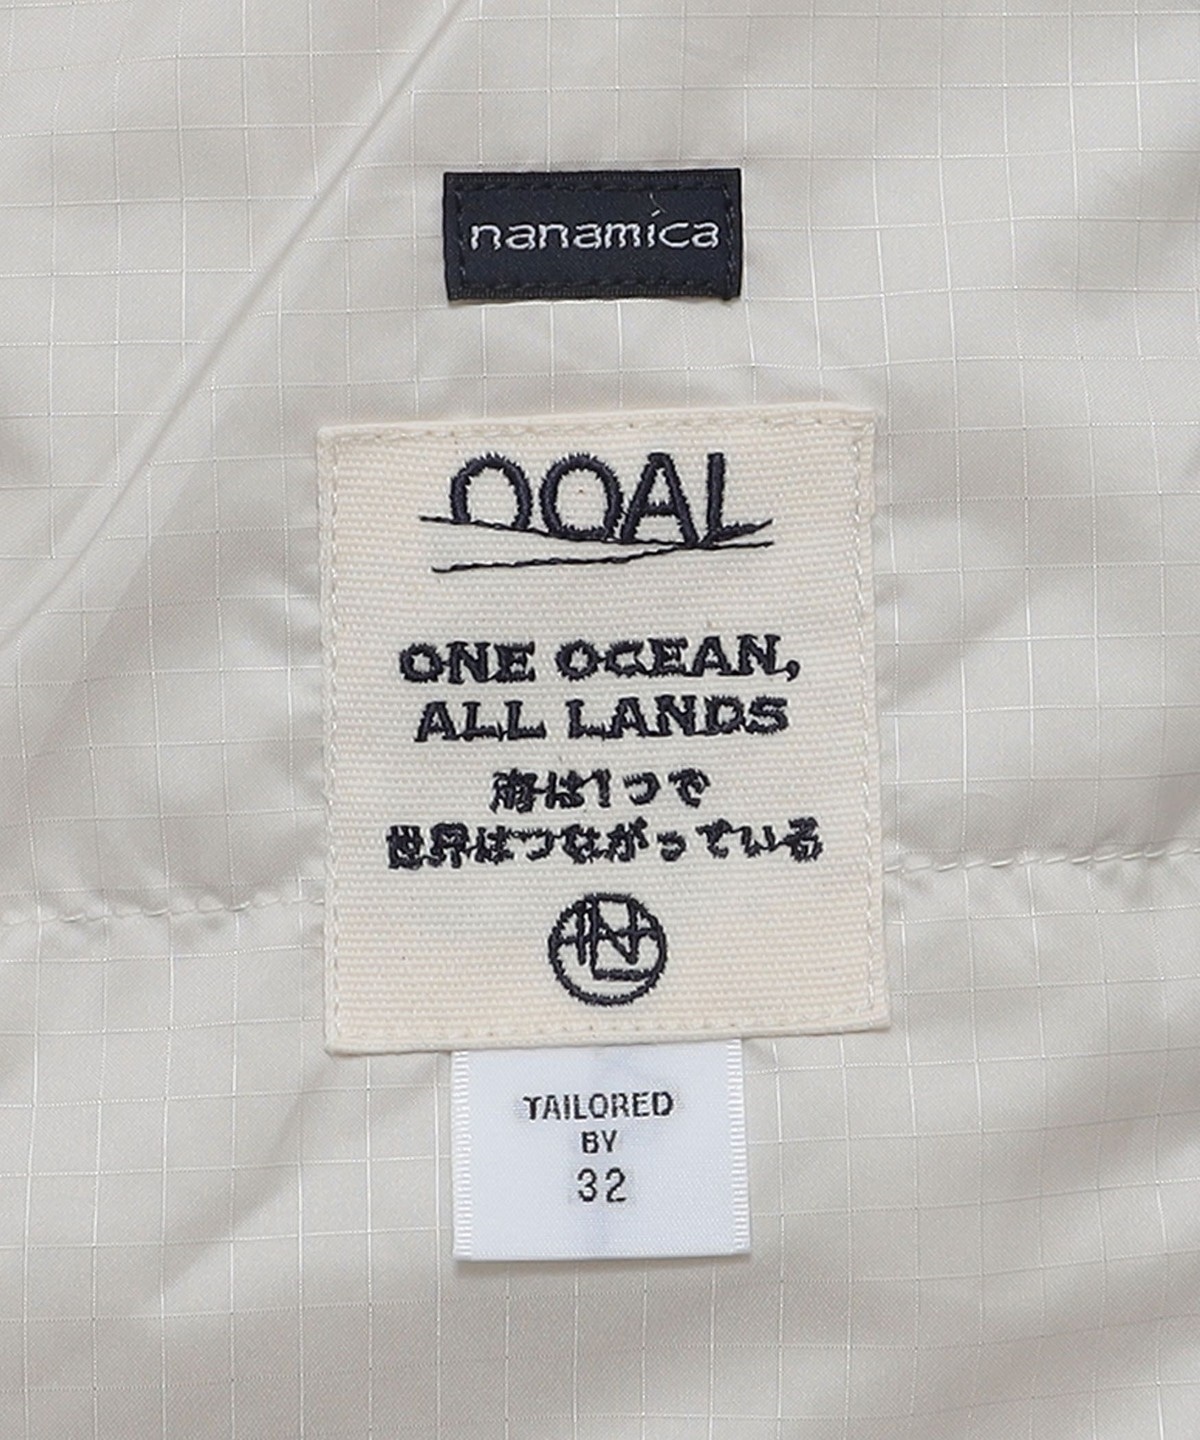 nanamica
OOAL
ONE OCEAN,
ALL LANDS
海は1つで
世界はつながっている
TAILORED
BY
32